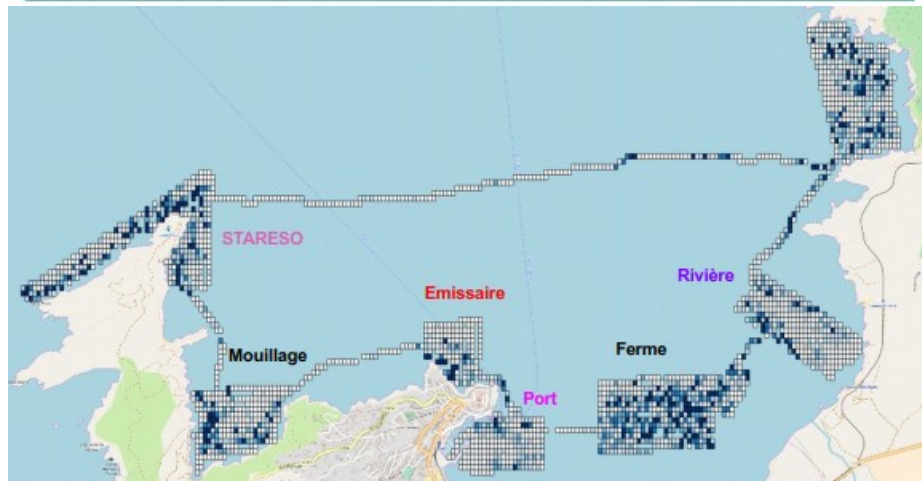 STARESO
Emissaire
Rivière
Mouillage
Ferme
Port